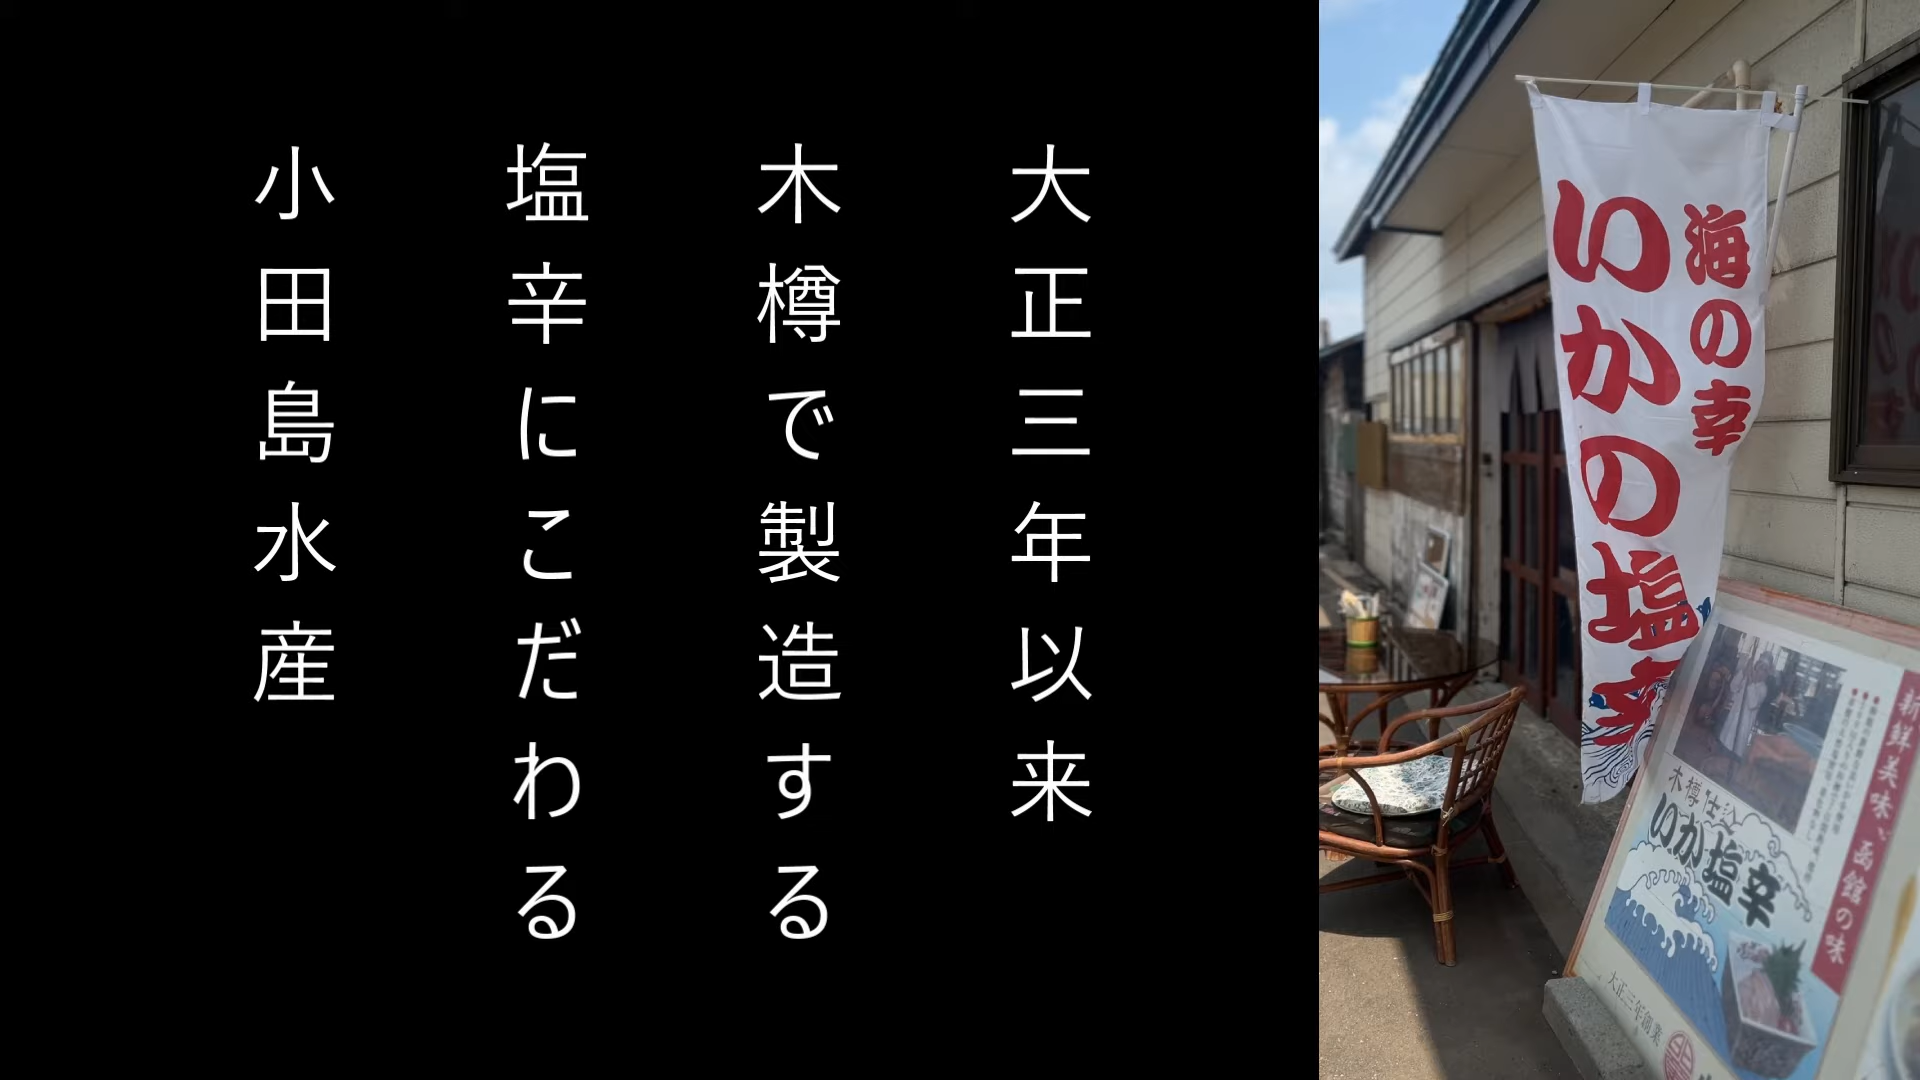 大正三年以来
木樽で製造する
塩辛にこだわる
小田島水産
海の幸
いかの塩辛
新鮮美味、函館の味
木樽仕込
いか塩辛
大正三年創業